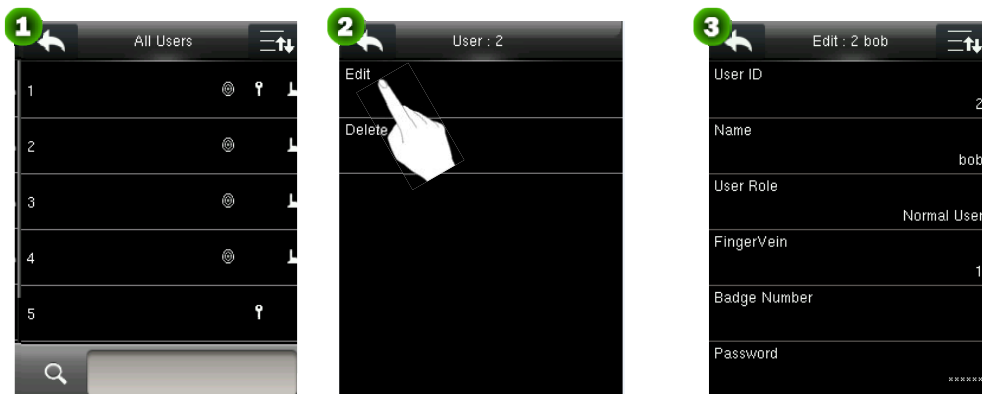 1
All Users
1
2
3
4
5
2
User : 2
Edit
Delete
3
Edit : 2 bob
User ID
2
Name
bob
User Role
Normal User
FingerVein
1
Badge Number
Password
******